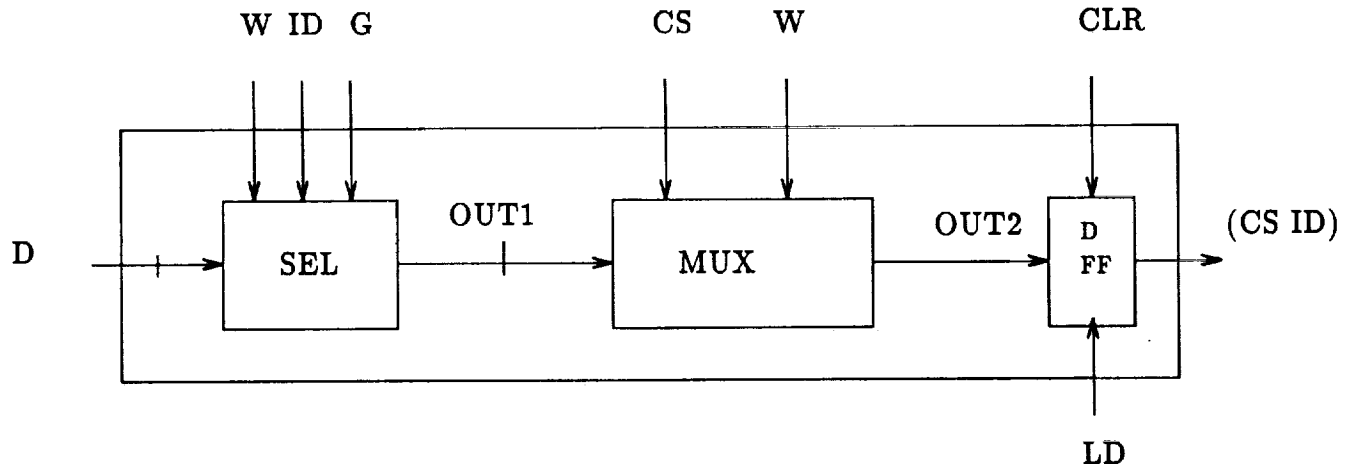 W ID G CS W CLR
OUT1 OUT2 (CS ID)
D SEL MUX D
FF
LD